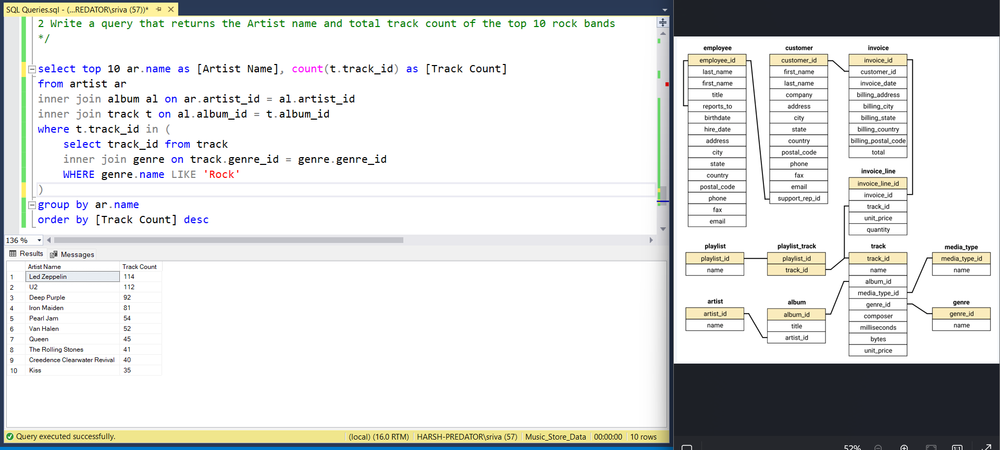 SQL Queries.sql - (...REDATOR\sriva (57))*
2 Write a query that returns the Artist name and total track count of the top 10 rock bands
*/
select top 10 ar.name as [Artist Name], count(t.track_id) as [Track Count]
from artist ar
inner join album al on ar.artist_id = al.artist_id
inner join track t on al.album_id = t.album_id
where t.track_id in (
select track_id from track
inner join genre on track.genre_id = genre.genre_id
WHERE genre.name LIKE 'Rock'
)
group by ar.name
order by [Track Count] desc
136 %
Results Messages
Artist Name Track Count
1 Led Zeppelin 114
2 U2 112
3 Deep Purple 92
4 Iron Maiden 81
5 Pearl Jam 54
6 Van Halen 52
7 Queen 45
8 The Rolling Stones 41
9 Creedence Clearwater Revival 40
10 Kiss 35
Query executed successfully. (local) (16.0 RTM) HARSH-PREDATOR\sriva (57) Music_Store_Data 00:00:00 10 rows
employee
employee_id
last_name
first_name
title
reports_to
birthdate
hire_date
address
city
state
country
postal_code
phone
fax
email
customer
customer_id
first_name
last_name
company
address
city
state
country
postal_code
phone
fax
email
support_rep_id
invoice
invoice_id
customer_id
invoice_date
billing_address
billing_city
billing_state
billing_country
billing_postal_code
total
invoice_line
invoice_line_id
invoice_id
track_id
unit_price
quantity
playlist
playlist_id
name
playlist_track
playlist_id
track_id
track
track_id
name
album_id
media_type_id
genre_id
composer
milliseconds
bytes
unit_price
media_type
media_type_id
name
artist
artist_id
name
album
album_id
title
artist_id
genre
genre_id
name
52%
1:1